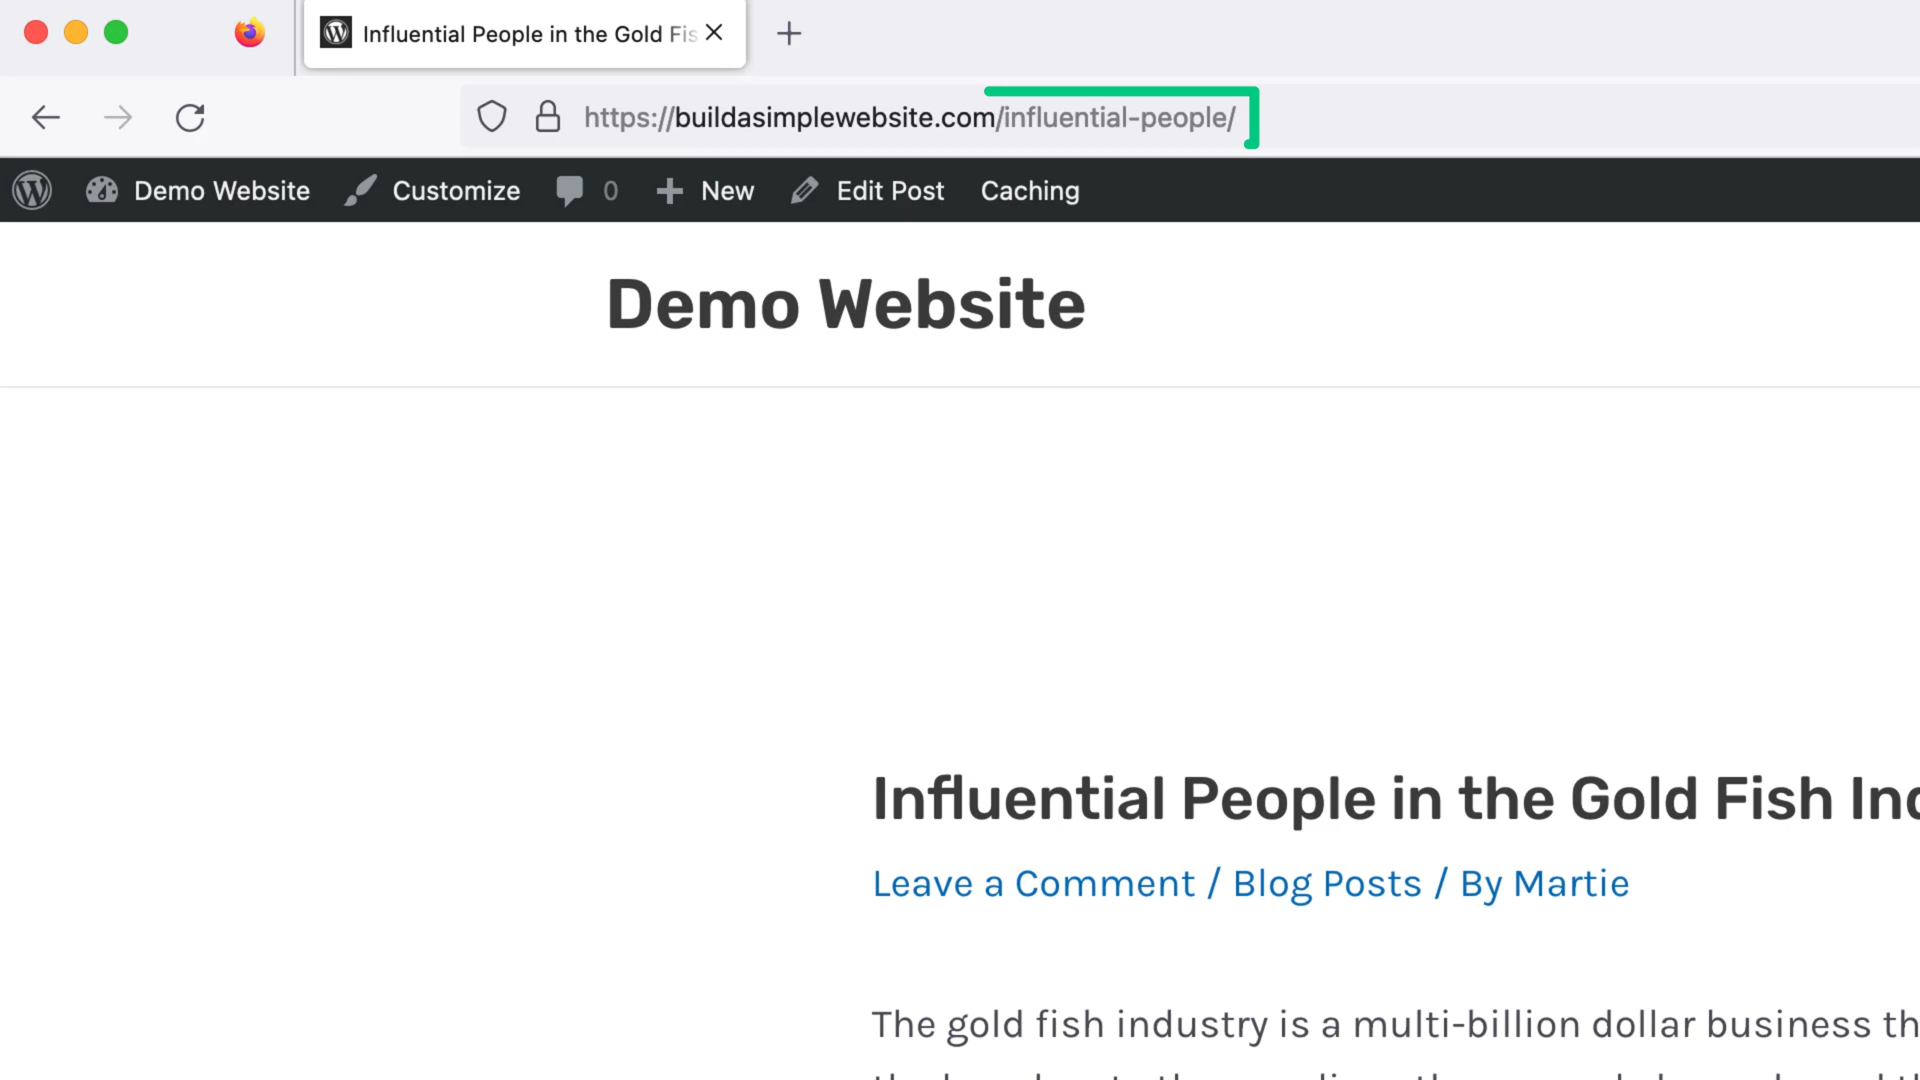 Influential People in the Gold Fis
https://buildasimplewebsite.com/influential-people/
Demo Website Customize 0 New Edit Post Caching
Demo Website
Influential People in the Gold Fish
Leave a Comment / Blog Posts / By Martie
The gold fish industry is a multi-billion dollar business